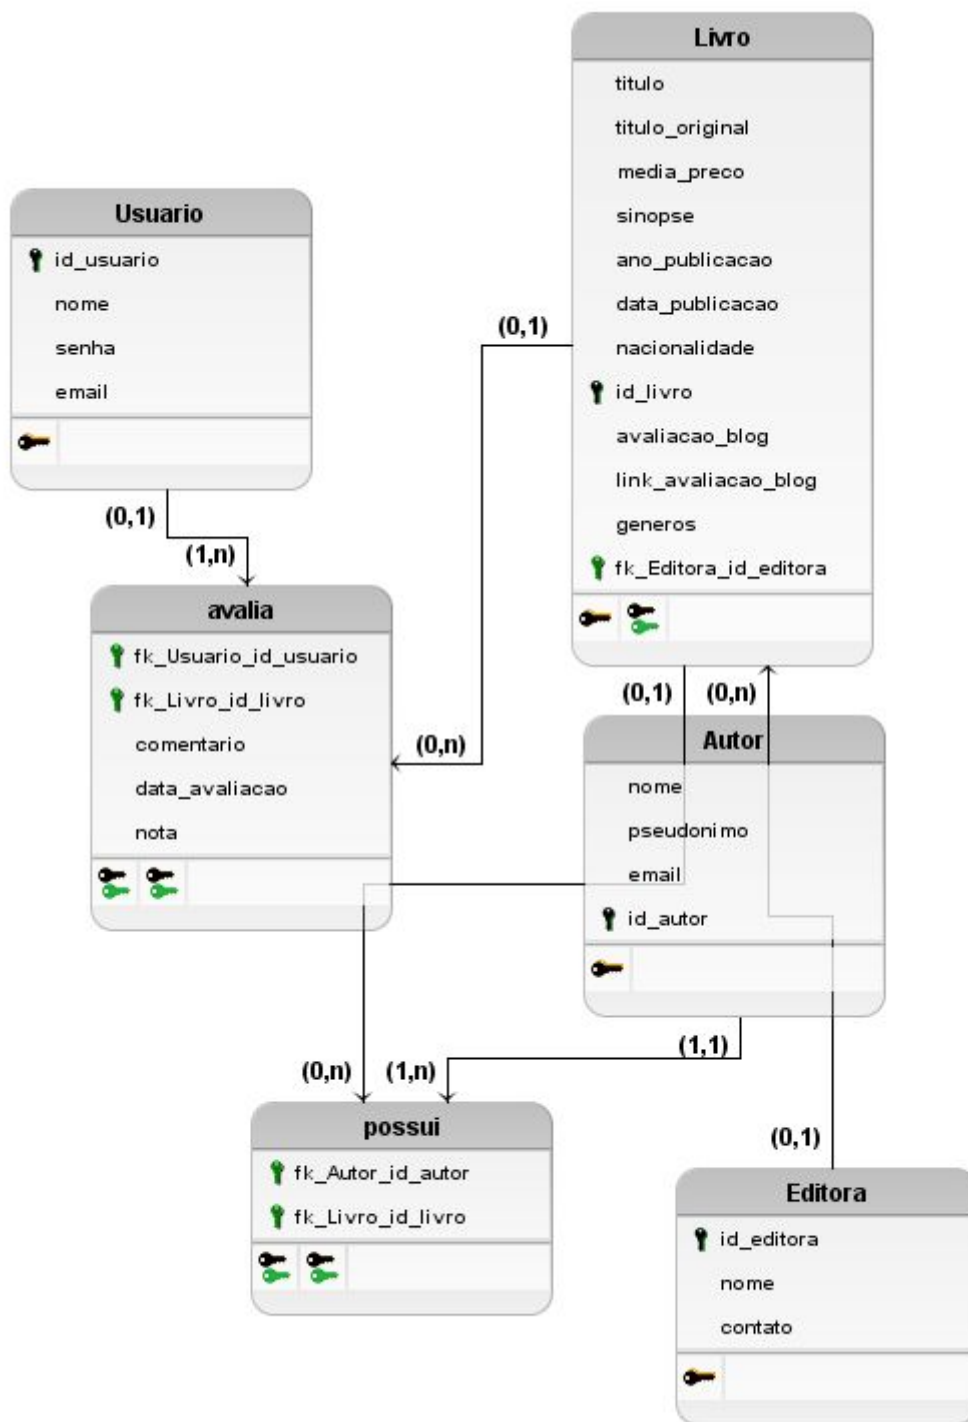 Livro
titulo
titulo_original
media_preco
sinopse
ano_publicacao
data_publicacao
nacionalidade
id_livro
avaliacao_blog
link_avaliacao_blog
generos
fk_Editora_id_editora
Usuario
id_usuario
nome
senha
email
(0,1)
(0,1)
(1,n)
avalia
fk_Usuario_id_usuario
fk_Livro_id_livro
comentario
data_avaliacao
nota
(0,n)
(0,1)
(0,n)
Autor
nome
pseudonimo
email
id_autor
(1,1)
(0,n)
(1,n)
possui
fk_Autor_id_autor
fk_Livro_id_livro
(0,1)
Editora
id_editora
nome
contato